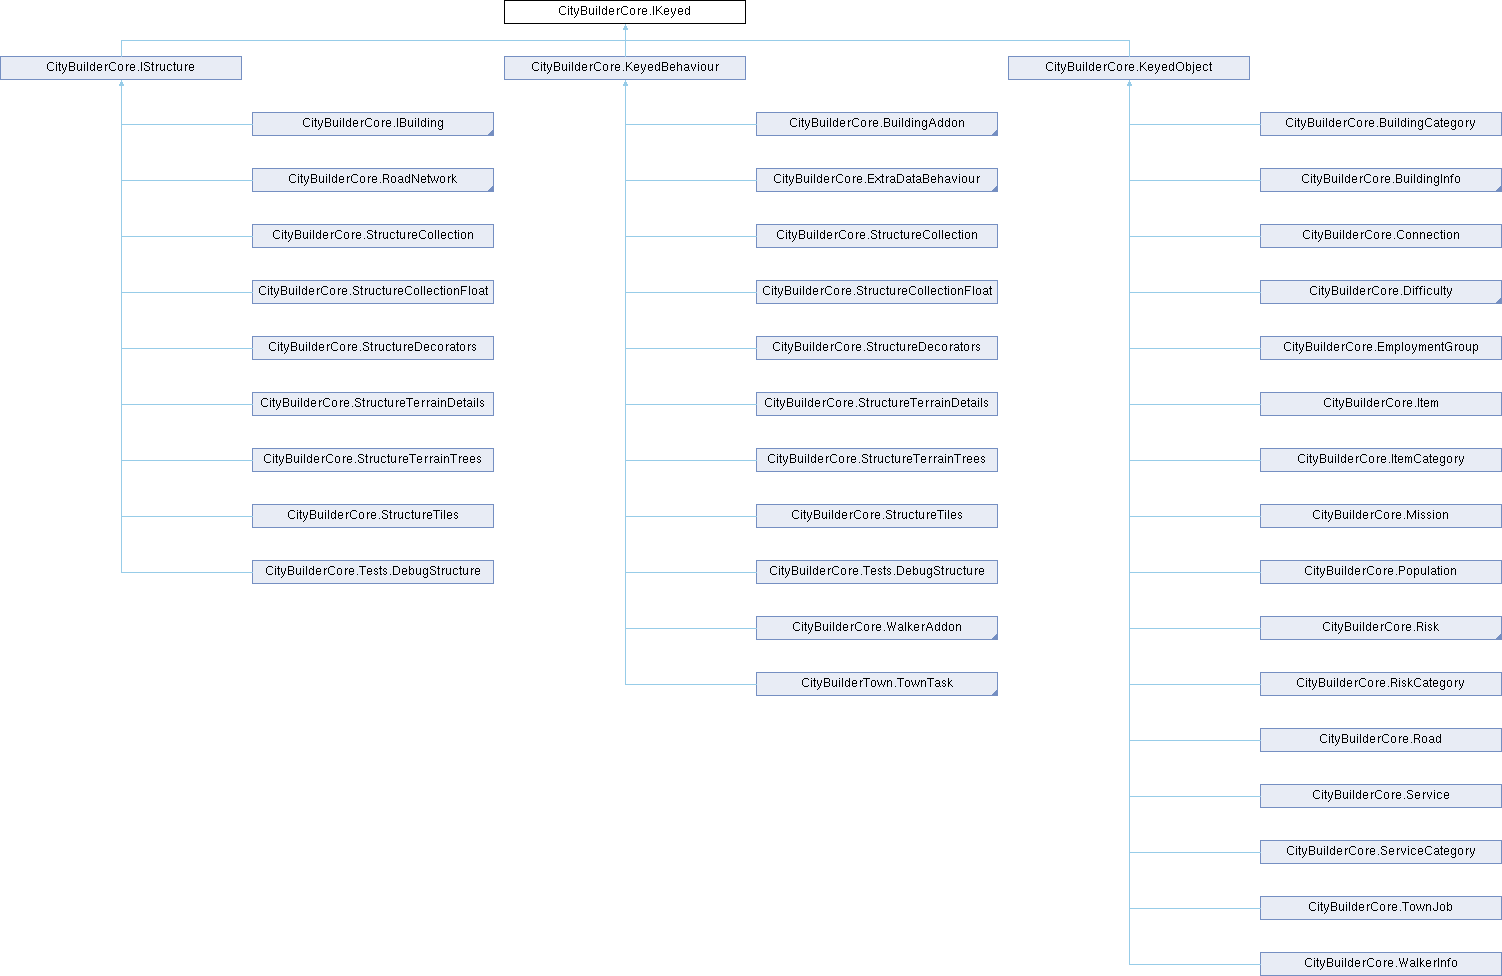 CityBuilderCore.IKeyed
CityBuilderCore.IStructure
CityBuilderCore.KeyedBehaviour
CityBuilderCore.KeyedObject
CityBuilderCore.IBuilding
CityBuilderCore.BuildingAddon
CityBuilderCore.BuildingCategory
CityBuilderCore.RoadNetwork
CityBuilderCore.ExtraDataBehaviour
CityBuilderCore.BuildingInfo
CityBuilderCore.StructureCollection
CityBuilderCore.StructureCollection
CityBuilderCore.Connection
CityBuilderCore.StructureCollectionFloat
CityBuilderCore.StructureCollectionFloat
CityBuilderCore.Difficulty
CityBuilderCore.StructureDecorators
CityBuilderCore.StructureDecorators
CityBuilderCore.EmploymentGroup
CityBuilderCore.StructureTerrainDetails
CityBuilderCore.StructureTerrainDetails
CityBuilderCore.Item
CityBuilderCore.StructureTerrainTrees
CityBuilderCore.StructureTerrainTrees
CityBuilderCore.ItemCategory
CityBuilderCore.StructureTiles
CityBuilderCore.StructureTiles
CityBuilderCore.Mission
CityBuilderCore.Tests.DebugStructure
CityBuilderCore.Tests.DebugStructure
CityBuilderCore.Population
CityBuilderCore.WalkerAddon
CityBuilderCore.Risk
CityBuilderTown.TownTask
CityBuilderCore.RiskCategory
CityBuilderCore.Road
CityBuilderCore.Service
CityBuilderCore.ServiceCategory
CityBuilderCore.TownJob
CityBuilderCore.WalkerInfo